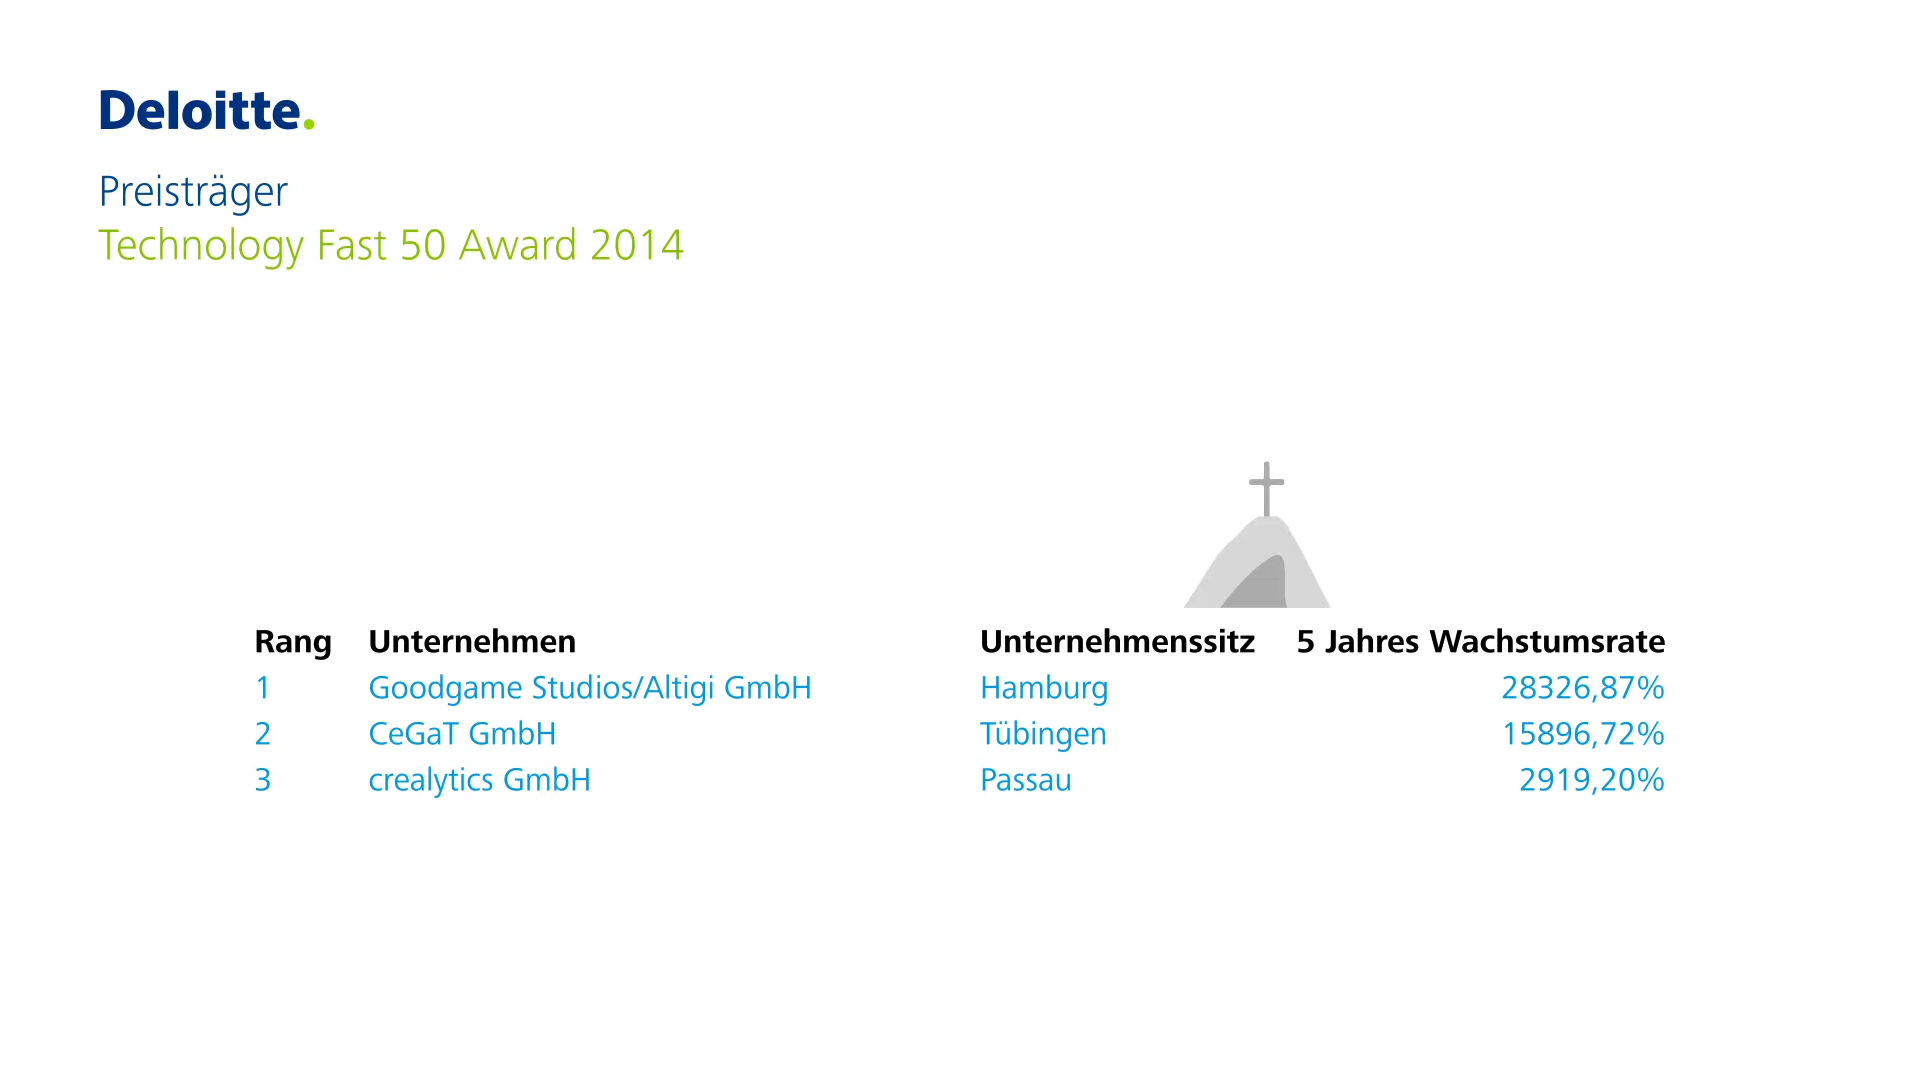 Deloitte.
Preisträger
Technology Fast 50 Award 2014
Rang Unternehmen Unternehmenssitz 5 Jahres Wachstumsrate
1 Goodgame Studios/Altigi GmbH Hamburg 28326,87%
2 CeGaT GmbH Tübingen 15896,72%
3 crealytics GmbH Passau 2919,20%